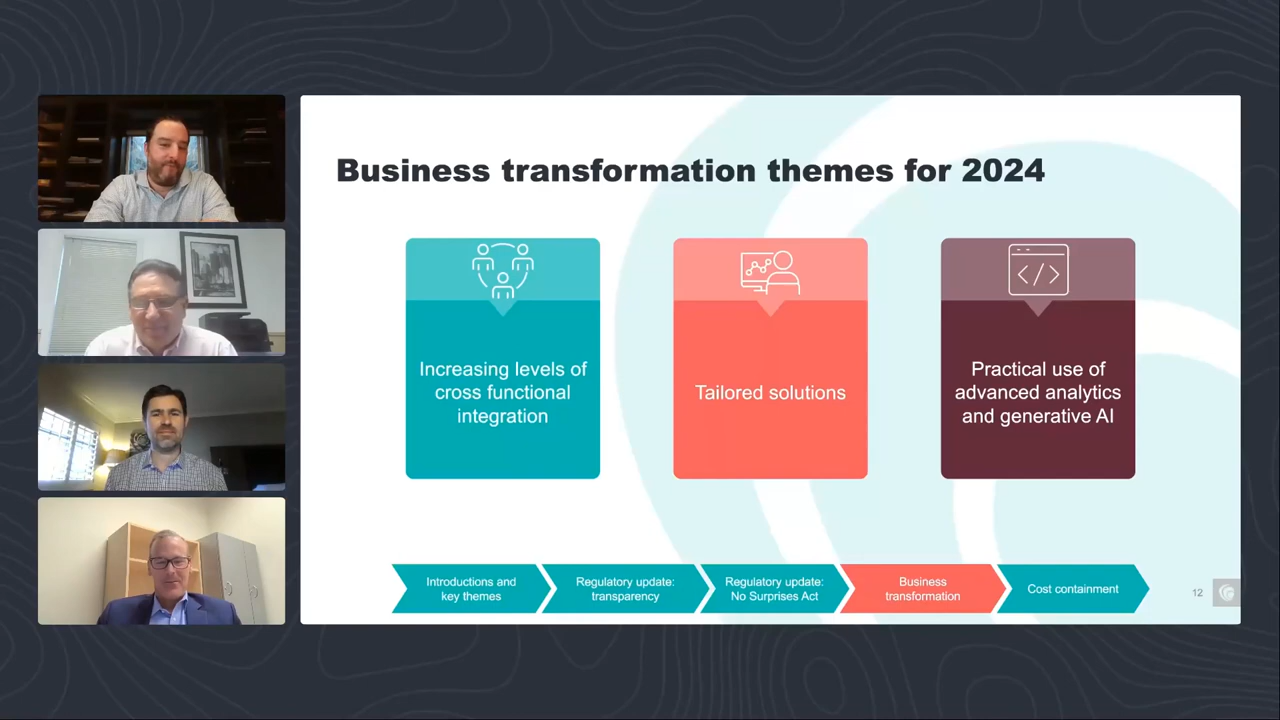 Business transformation themes for 2024
Increasing levels of
cross functional
integration
Tailored solutions
Practical use of
advanced analytics
and generative AI
Introductions and
key themes
Regulatory update:
transparency
Regulatory update:
No Surprises Act
Business
transformation
Cost containment
12